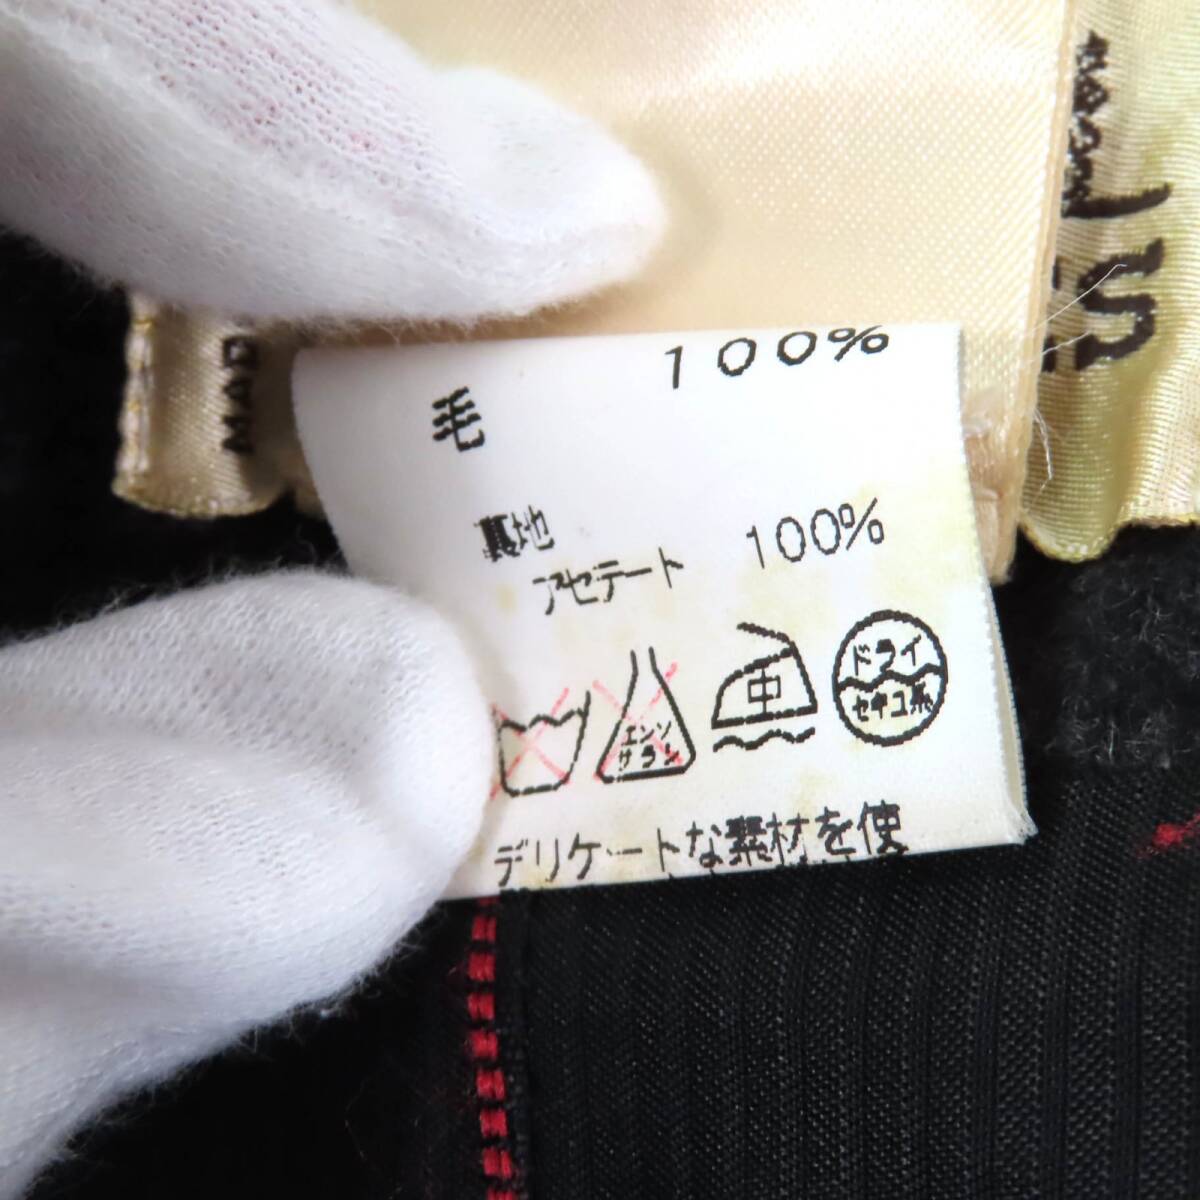 毛 100%
裏地
アセテート 100%
エンソ
サラシ
中
ドライ
セキユ系
デリケートな素材を使
MAD